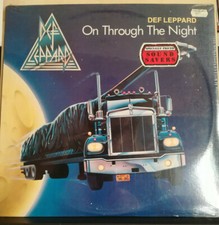 DEF LEPPARD
On Through The Night
DEF
LEPPARD
SOUND
SAVERS